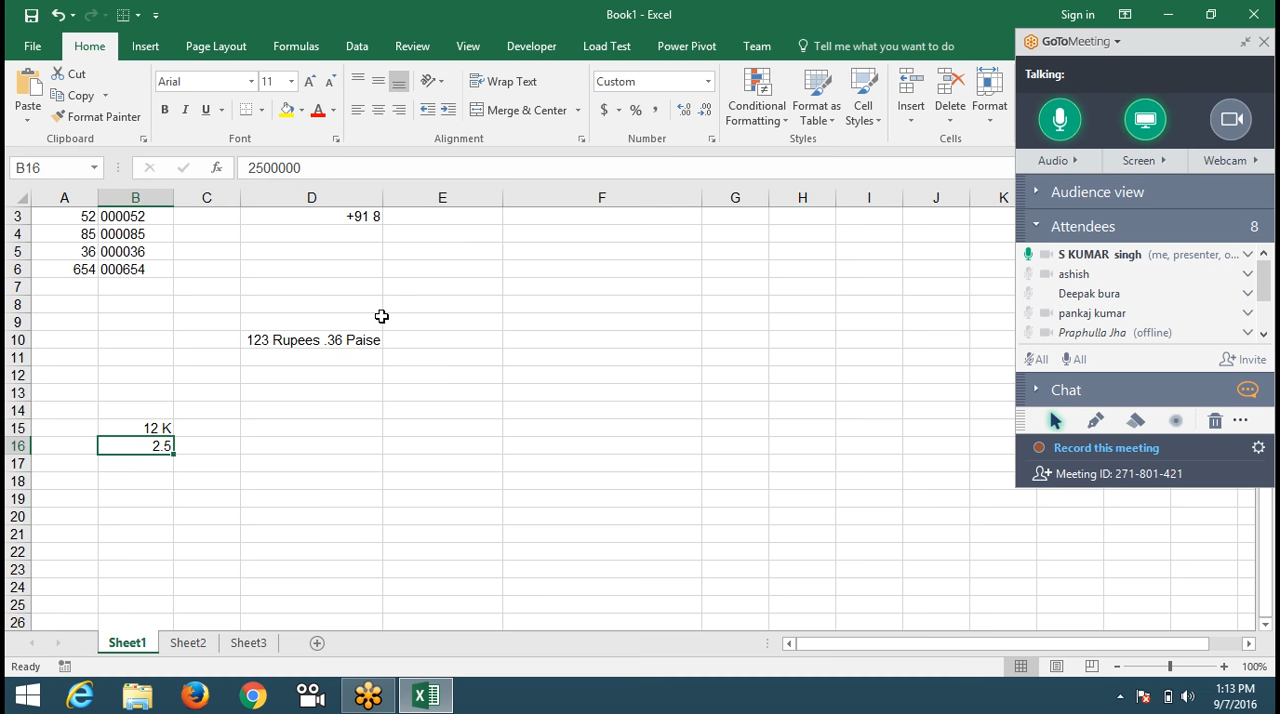 Book1 - Excel
Sign in
File Home Insert Page Layout Formulas Data Review View Developer Load Test Power Pivot Team Tell me what you want to do
Paste
Cut
Copy
Format Painter
Clipboard
Arial 11
B I U A
Font
Wrap Text
Merge & Center
Alignment
Custom
$ % ,
Number
Conditional Formatting
Format as Table
Cell Styles
Styles
Insert Delete Format
Cells
B16 fx 2500000
A B C D E F G H I J K
3 52 000052 +91 8
4 85 000085
5 36 000036
6 654 000654
7
8
9
10 123 Rupees .36 Paise
11
12
13
14
15 12 K
16 2.5
17
18
19
20
21
22
23
24
25
26
Sheet1 Sheet2 Sheet3
Ready
100%
GoToMeeting
Talking:
Audio Screen Webcam
Audience view
Attendees 8
S KUMAR singh (me, presenter, o...
ashish
Deepak bura
pankaj kumar
Praphulla Jha (offline)
All All Invite
Chat
Record this meeting
Meeting ID: 271-801-421
1:13 PM
9/7/2016